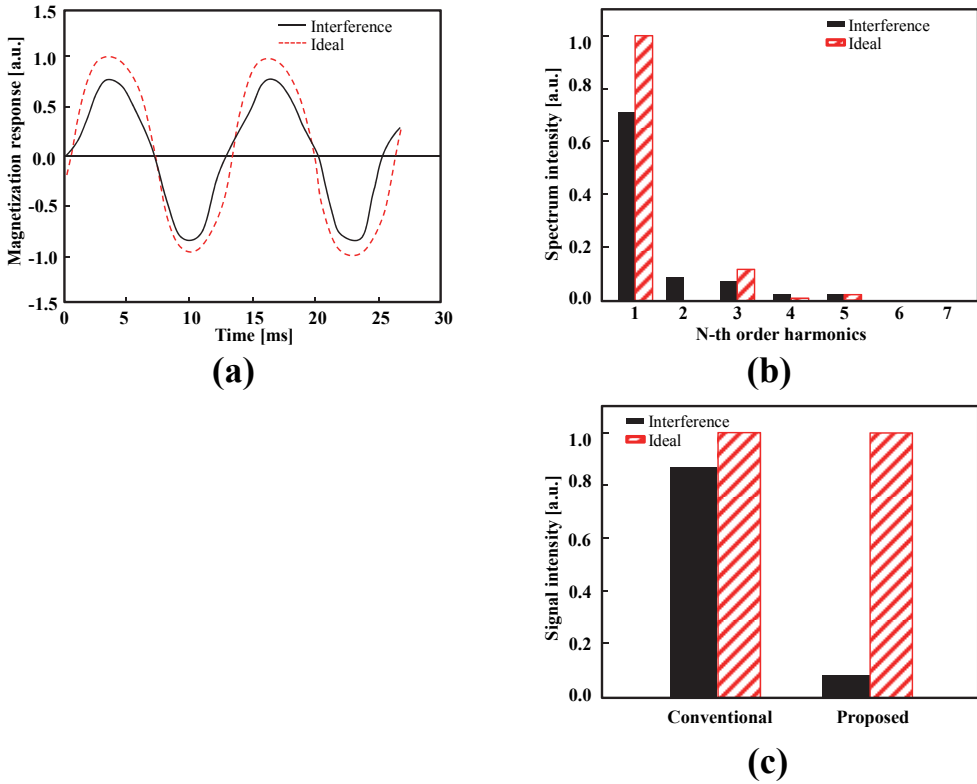 Interference
Ideal
Magnetization response [a.u.]
1.5
1.0
0.5
0.0
-0.5
-1.0
-1.5
0 5 10 15 20 25 30
Time [ms]
(a)
Interference
Ideal
Spectrum intensity [a.u.]
1.0
0.8
0.6
0.4
0.2
0.0
1 2 3 4 5 6 7
N-th order harmonics
(b)
Interference
Ideal
Signal intensity [a.u.]
1.0
0.8
0.6
0.4
0.2
0.0
Conventional Proposed
(c)